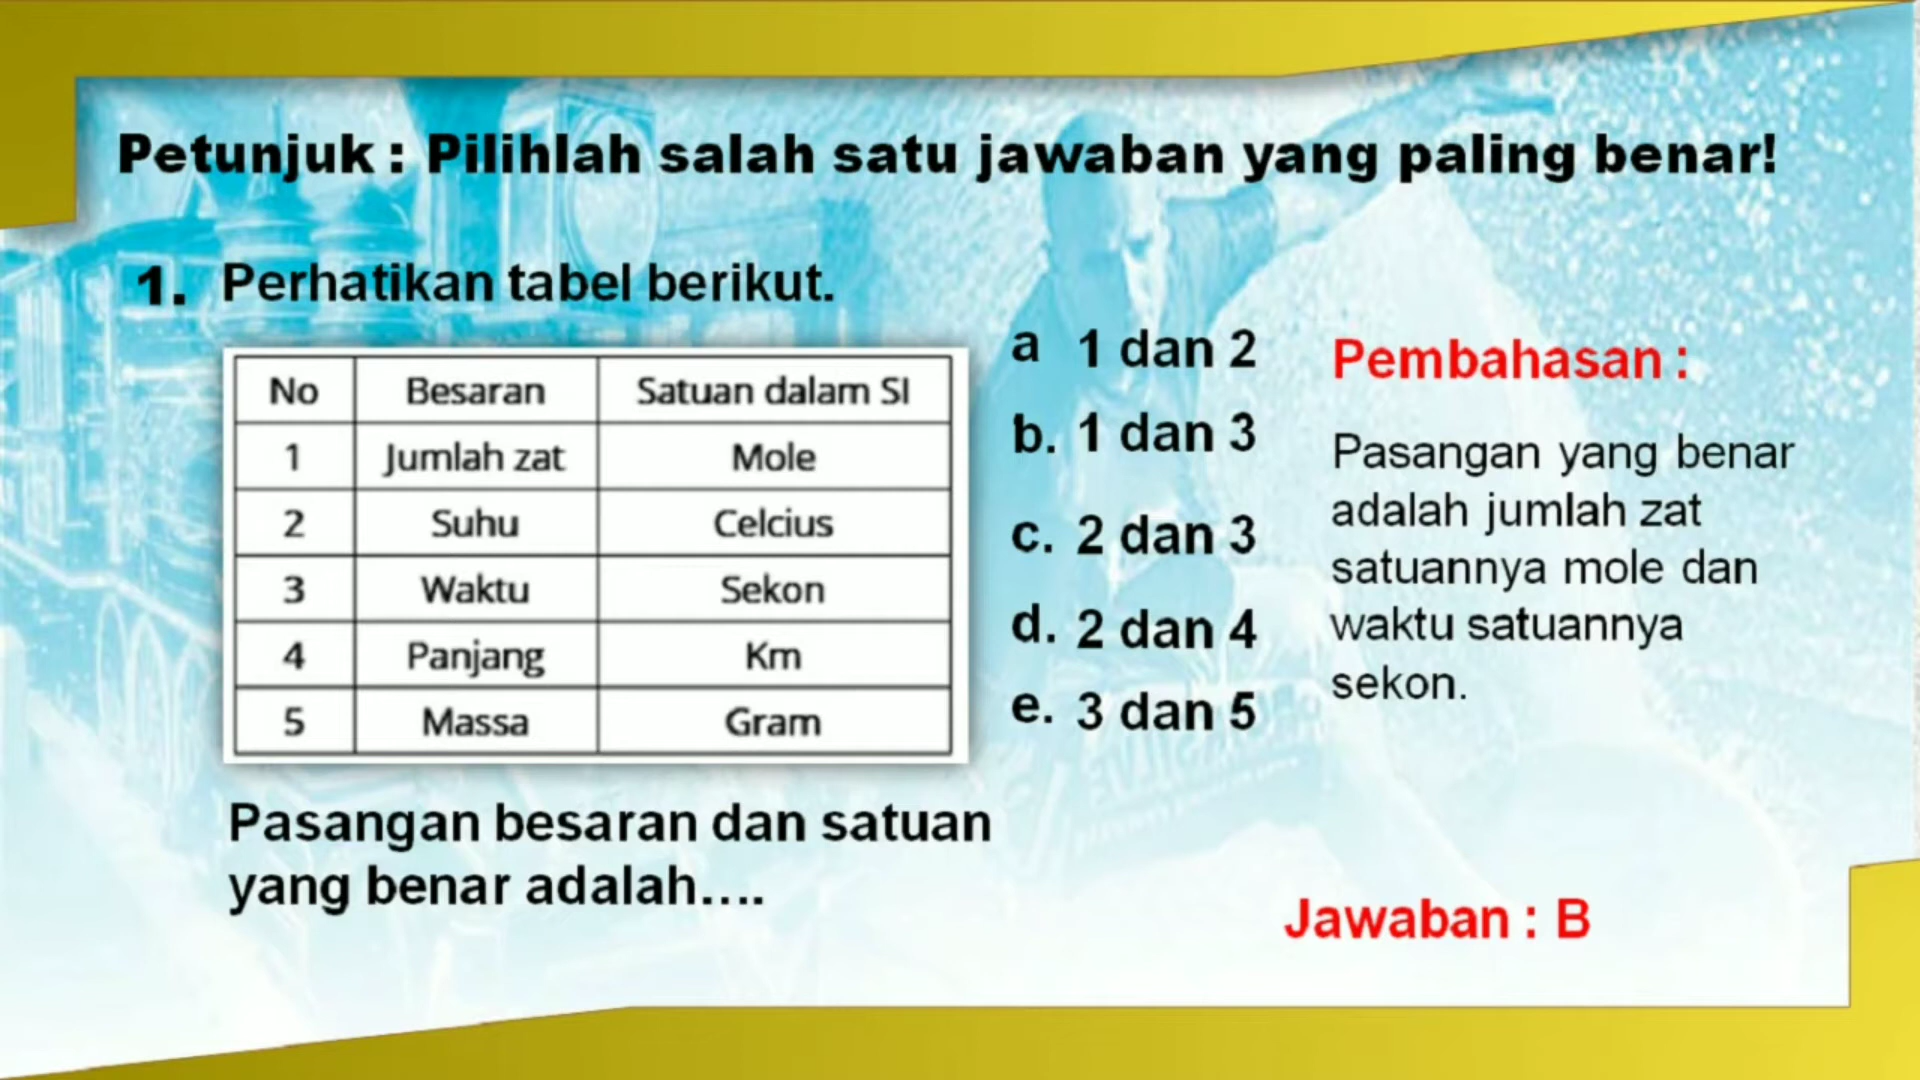 Petunjuk : Pilihlah salah satu jawaban yang paling benar!
1. Perhatikan tabel berikut.
No Besaran Satuan dalam SI
1 Jumlah zat Mole
2 Suhu Celcius
3 Waktu Sekon
4 Panjang Km
5 Massa Gram
Pasangan besaran dan satuan
yang benar adalah....
a 1 dan 2
b. 1 dan 3
c. 2 dan 3
d. 2 dan 4
e. 3 dan 5
Pembahasan :
Pasangan yang benar
adalah jumlah zat
satuannya mole dan
waktu satuannya
sekon.
Jawaban : B